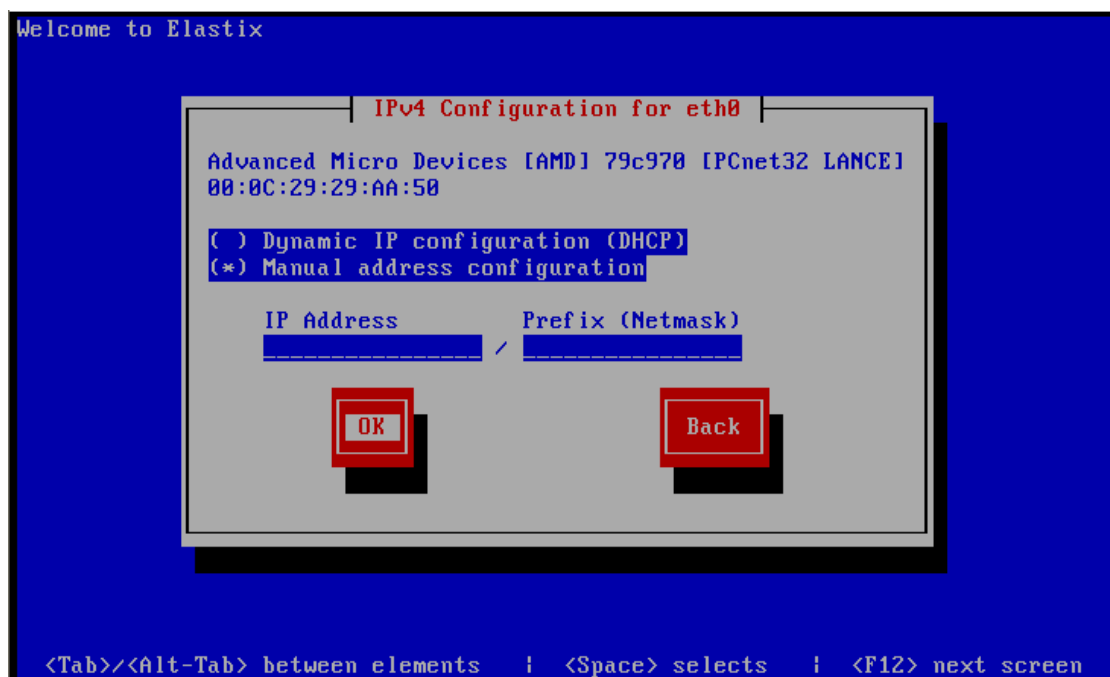 Welcome to Elastix
IPv4 Configuration for eth0
Advanced Micro Devices [AMD] 79c970 [PCnet32 LANCE]
00:0C:29:29:AA:50
( ) Dynamic IP configuration (DHCP)
(*) Manual address configuration
IP Address Prefix (Netmask)
________________ / ________________
OK Back
<Tab>/<Alt-Tab> between elements | <Space> selects | <F12> next screen